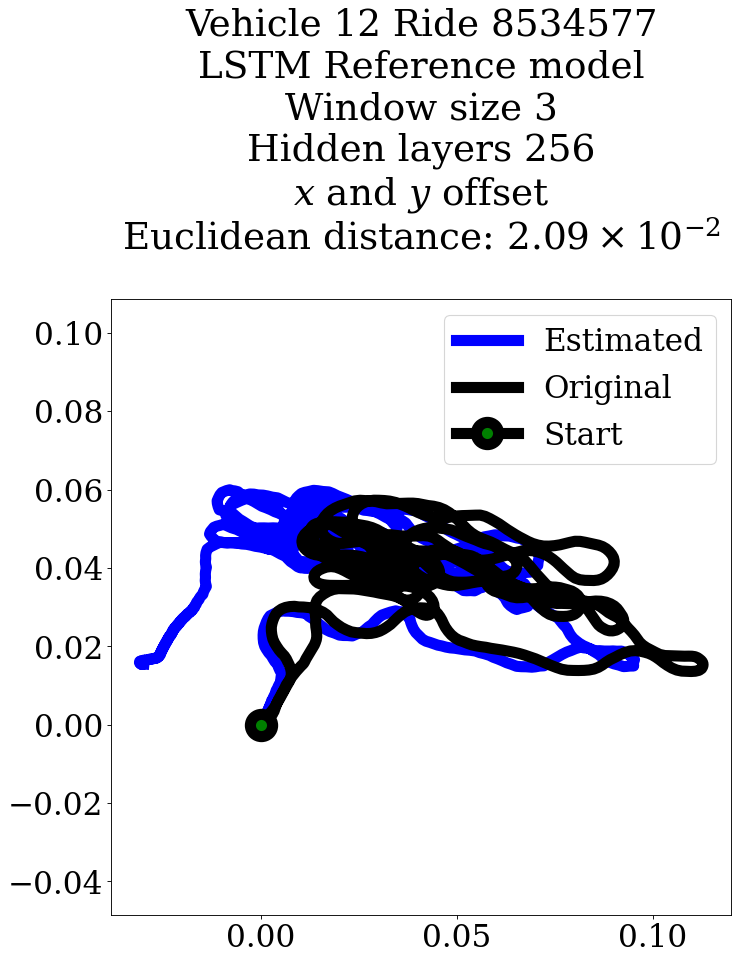 Vehicle 12 Ride 8534577
LSTM Reference model
Window size 3
Hidden layers 256
x and y offset
Euclidean distance: 2.09 × 10⁻²
Estimated
Original
Start
0.10
0.08
0.06
0.04
0.02
0.00
−0.02
−0.04
0.00 0.05 0.10